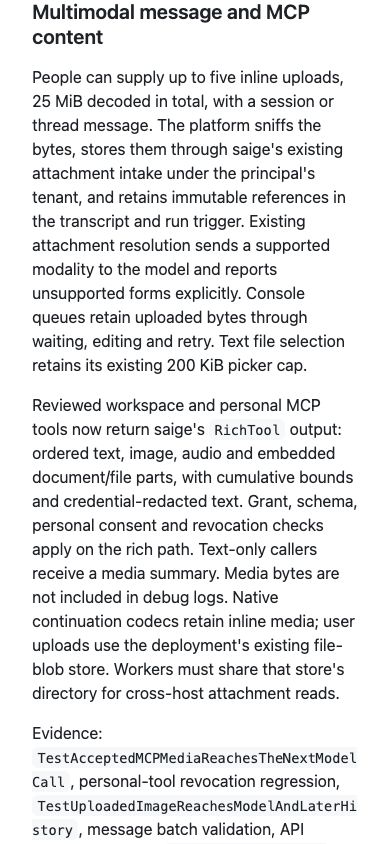 Multimodal message and MCP
content
People can supply up to five inline uploads,
25 MiB decoded in total, with a session or
thread message. The platform sniffs the
bytes, stores them through saige's existing
attachment intake under the principal's
tenant, and retains immutable references in
the transcript and run trigger. Existing
attachment resolution sends a supported
modality to the model and reports
unsupported forms explicitly. Console
queues retain uploaded bytes through
waiting, editing and retry. Text file selection
retains its existing 200 KiB picker cap.
Reviewed workspace and personal MCP
tools now return saige's RichTool output:
ordered text, image, audio and embedded
document/file parts, with cumulative bounds
and credential-redacted text. Grant, schema,
personal consent and revocation checks
apply on the rich path. Text-only callers
receive a media summary. Media bytes are
not included in debug logs. Native
continuation codecs retain inline media; user
uploads use the deployment's existing file-
blob store. Workers must share that store's
directory for cross-host attachment reads.
Evidence:
TestAcceptedMCPMediaReachesTheNextModel
Call , personal-tool revocation regression,
TestUploadedImageReachesModelAndLaterHi
story , message batch validation, API